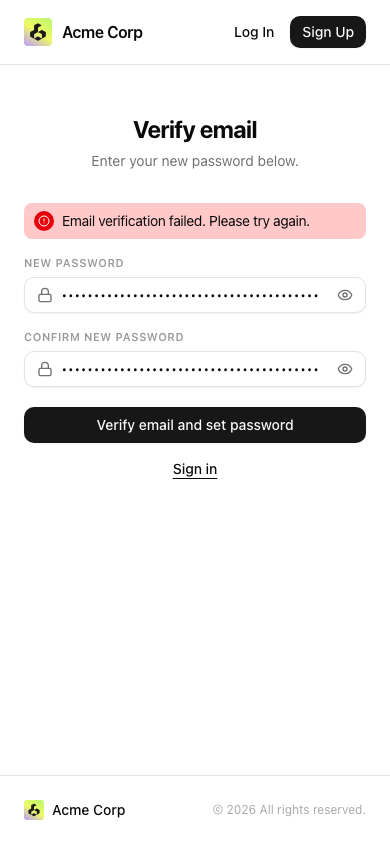 Acme Corp
Log In
Sign Up
Verify email
Enter your new password below.
Email verification failed. Please try again.
NEW PASSWORD
••••••••••••••••••••••••••••••••••••••••
CONFIRM NEW PASSWORD
••••••••••••••••••••••••••••••••••••••••
Verify email and set password
Sign in
Acme Corp
© 2026 All rights reserved.